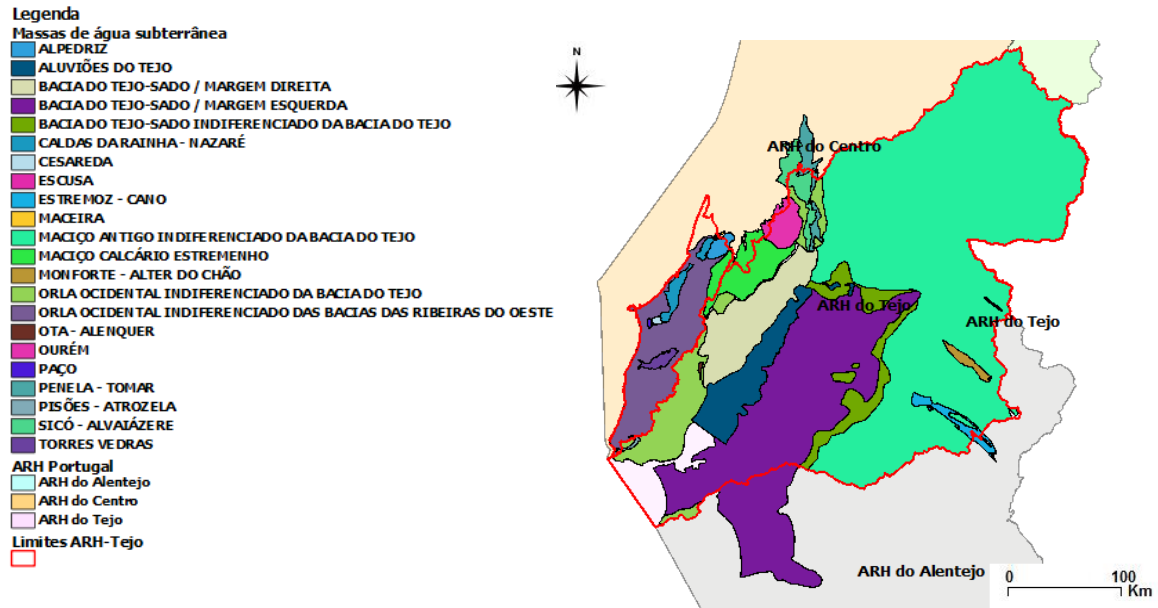 Legenda
Massas de água subterrânea
ALPEDRIZ
ALUVIÕES DO TEJO
BACIA DO TEJO-SADO / MARGEM DIREITA
BACIA DO TEJO-SADO / MARGEM ESQUERDA
BACIA DO TEJO-SADO INDIFERENCIADO DA BACIA DO TEJO
CALDAS DA RAINHA - NAZARÉ
CESAREDA
ESCUSA
ESTREMOZ - CANO
MACEIRA
MACIÇO ANTIGO INDIFERENCIADO DA BACIA DO TEJO
MACIÇO CALCÁRIO ESTREMENHO
MONFORTE - ALTER DO CHÃO
ORLA OCIDENTAL INDIFERENCIADO DA BACIA DO TEJO
ORLA OCIDENTAL INDIFERENCIADO DAS BACIAS DAS RIBEIRAS DO OESTE
OTA - ALENQUER
OURÉM
PAÇO
PENELA - TOMAR
PISÕES - ATROZELA
SICÓ - ALVAIÁZERE
TORRES VEDRAS
ARH Portugal
ARH do Alentejo
ARH do Centro
ARH do Tejo
Limites ARH-Tejo
N
ARH do Centro
ARH do Tejo
ARH do Tejo
ARH do Alentejo
0 100
Km